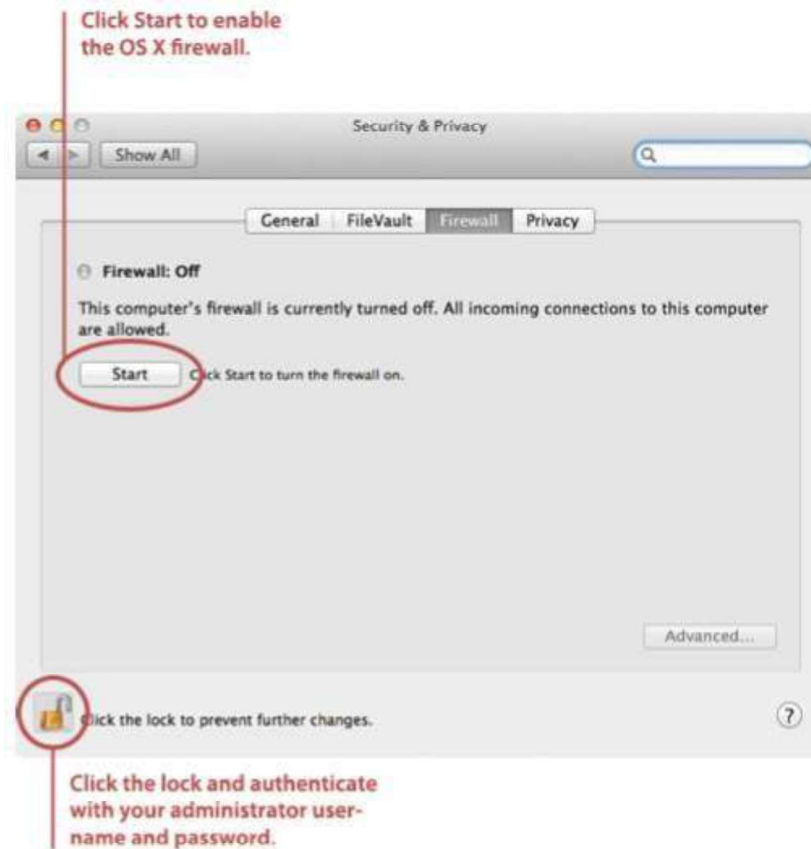 Click Start to enable
the OS X firewall.
Security & Privacy
Show All
General FileVault Firewall Privacy
Firewall: Off
This computer's firewall is currently turned off. All incoming connections to this computer
are allowed.
Start Click Start to turn the firewall on.
Advanced...
Click the lock to prevent further changes.
?
Click the lock and authenticate
with your administrator user-
name and password.